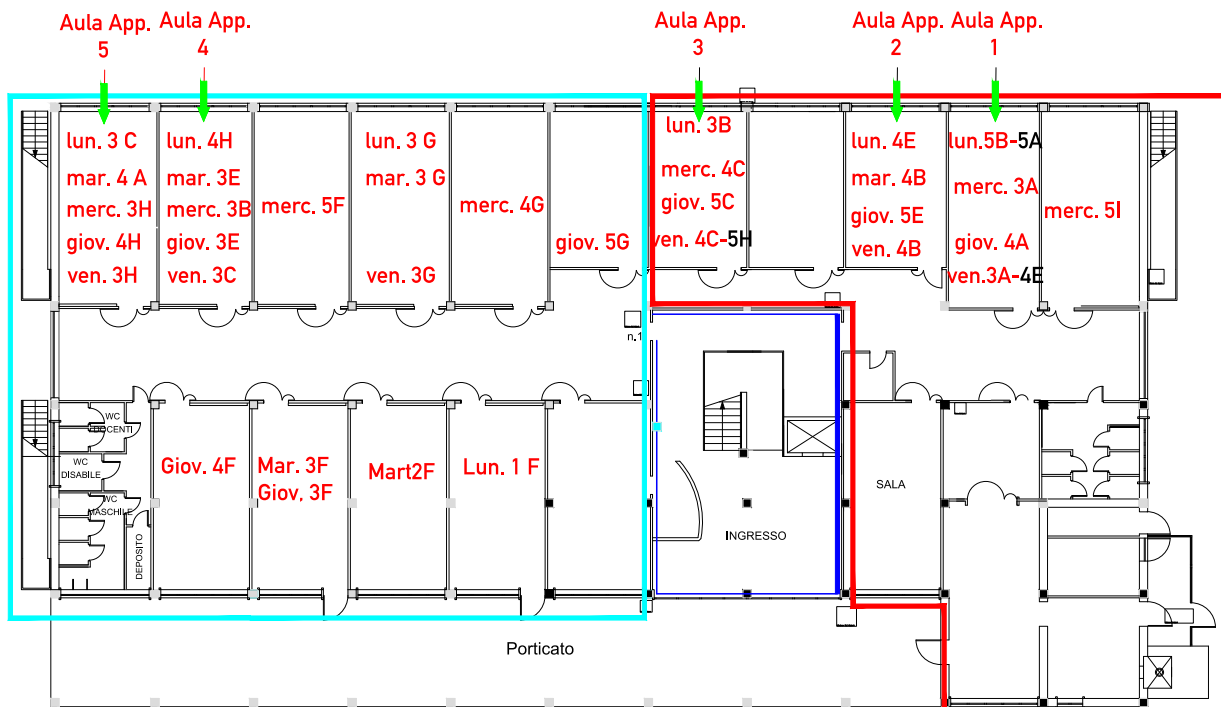 Aula App.
5
Aula App.
4
Aula App.
3
Aula App.
2
Aula App.
1
lun. 3 C
mar. 4 A
merc. 3H
giov. 4H
ven. 3H
lun. 4H
mar. 3E
merc. 3B
giov. 3E
ven. 3C
merc. 5F
lun. 3 G
mar. 3 G
ven. 3G
merc. 4G
giov. 5G
lun. 3B
merc. 4C
giov. 5C
ven. 4C-5H
lun. 4E
mar. 4B
giov. 5E
ven. 4B
lun.5B-5A
merc. 3A
giov. 4A
ven.3A-4E
merc. 5I
n.1
WC
DOCENTI
WC
DISABILE
WC
MASCHILE
DEPOSITO
Giov. 4F
Mar. 3F
Giov. 3F
Mart2F
Lun. 1 F
INGRESSO
SALA
Porticato